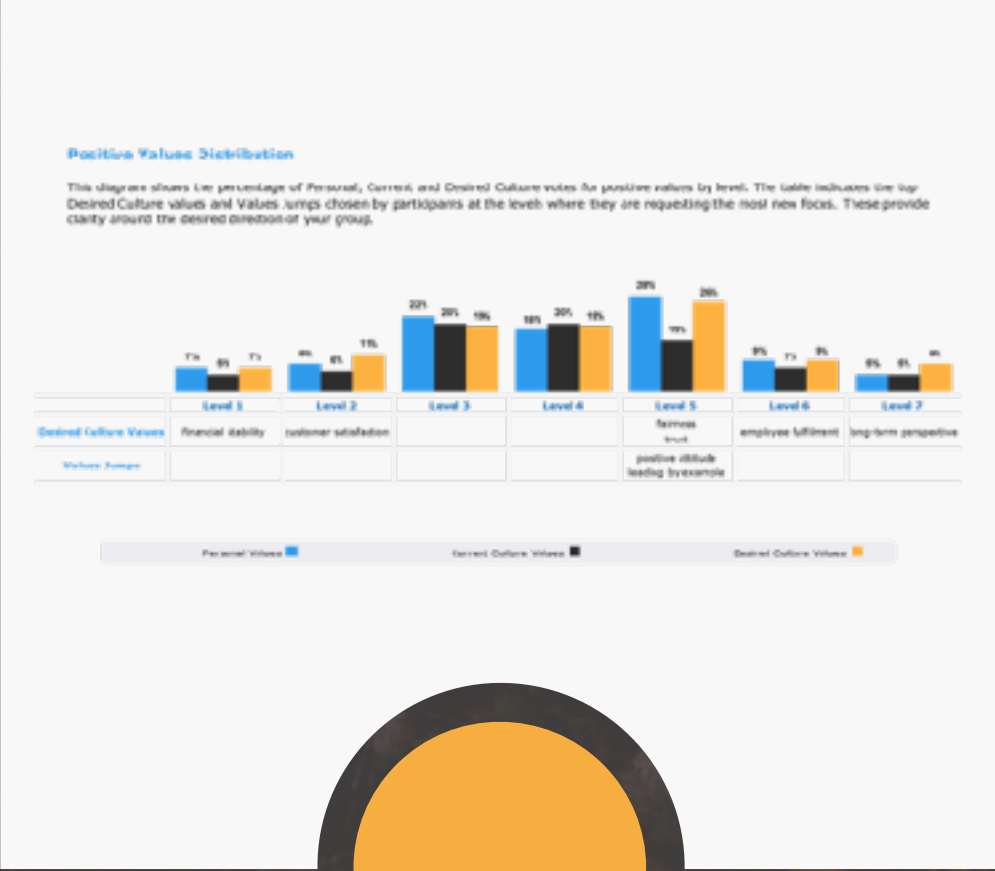 Positive Values Distribution
This diagram shows the percentage of Personal, Current and Desired Culture votes for positive values by level. The table indicates the top
Desired Culture values and Values Jumps chosen by participants at the levels where they are requesting the most new focus. These provide
clarity around the desired direction of your group.
22% 20% 19% 20% 28% 26%
7% 7% 11% 9% 7% 9%
Level 1 Level 2 Level 3 Level 4 Level 5 Level 6 Level 7
Desired Culture Values financial stability customer satisfaction fairness employee fulfilment long-term perspective
trust
Values Jumps positive attitude
leading by example
Personal Values Current Culture Values Desired Culture Values